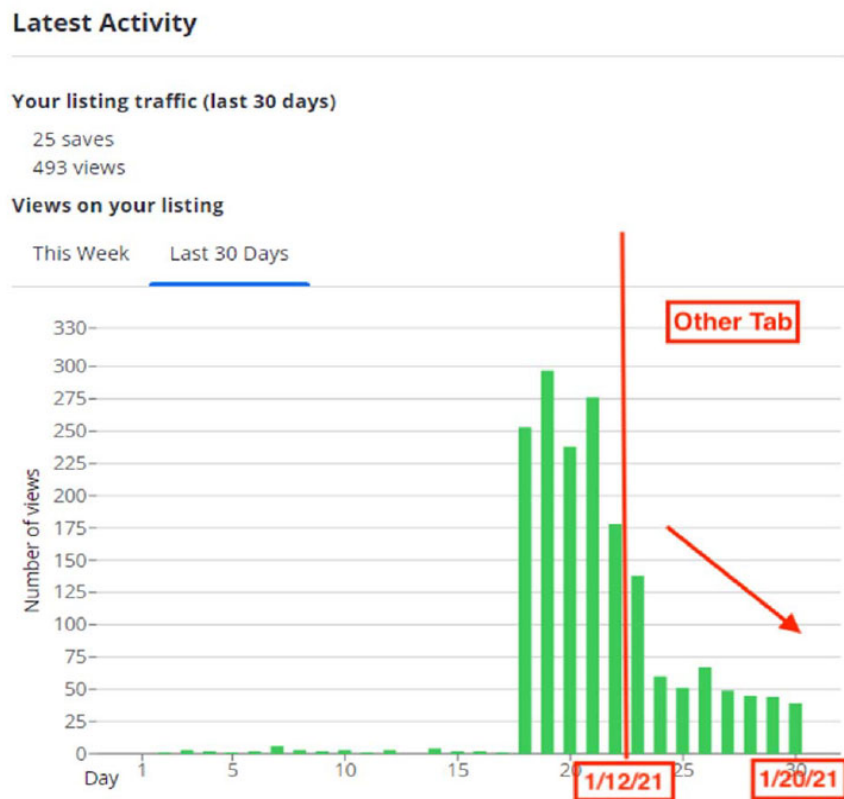 Latest Activity
Your listing traffic (last 30 days)
25 saves
493 views
Views on your listing
This Week Last 30 Days
Other Tab
330
300
275
250
225
200
175
150
125
100
75
50
25
0
Number of views
Day 1 5 10 15 20 25 30
1/12/21 1/20/21